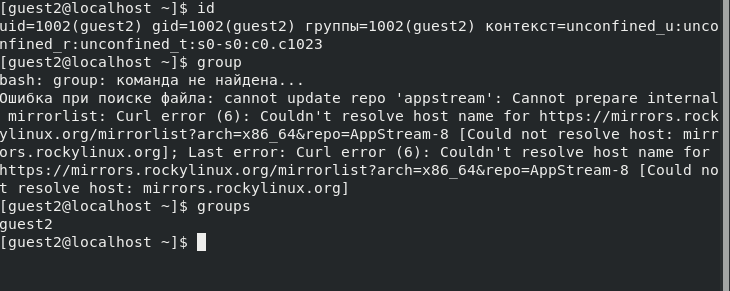 [guest2@localhost ~]$ id
uid=1002(guest2) gid=1002(guest2) группы=1002(guest2) контекст=unconfined_u:unco
nfined_r:unconfined_t:s0-s0:c0.c1023
[guest2@localhost ~]$ group
bash: group: команда не найдена...
Ошибка при поиске файла: cannot update repo 'appstream': Cannot prepare internal
 mirrorlist: Curl error (6): Couldn't resolve host name for https://mirrors.rock
ylinux.org/mirrorlist?arch=x86_64&repo=AppStream-8 [Could not resolve host: mirr
ors.rockylinux.org]; Last error: Curl error (6): Couldn't resolve host name for
https://mirrors.rockylinux.org/mirrorlist?arch=x86_64&repo=AppStream-8 [Could no
t resolve host: mirrors.rockylinux.org]
[guest2@localhost ~]$ groups
guest2
[guest2@localhost ~]$